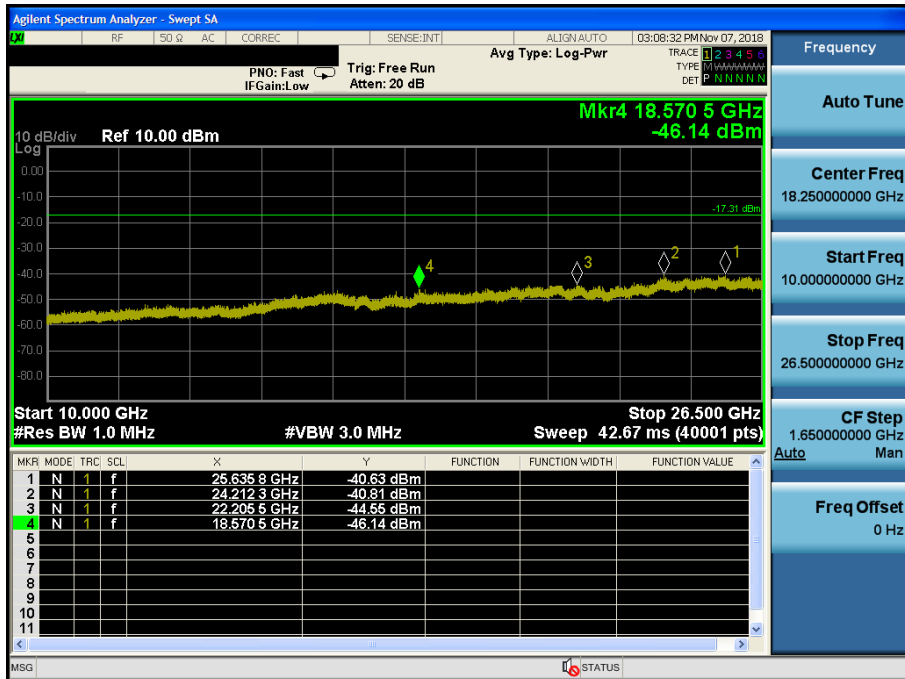 Agilent Spectrum Analyzer - Swept SA
LXI RF 50 Ω AC CORREC SENSE:INT ALIGN AUTO 03:08:32 PM Nov 07, 2018
Frequency
Avg Type: Log-Pwr
TRACE 1 2 3 4 5 6
PNO: Fast Trig: Free Run
TYPE M WWWWW
IFGain:Low Atten: 20 dB
DET P N N N N N
Auto Tune
Mkr4 18.570 5 GHz
-46.14 dBm
10 dB/div Ref 10.00 dBm
Log
0.00
-10.0
-17.31 dBm
-20.0
-30.0
-40.0
-50.0
-60.0
-70.0
-80.0
4 3 2 1
Center Freq
18.250000000 GHz
Start Freq
10.000000000 GHz
Stop Freq
26.500000000 GHz
Start 10.000 GHz Stop 26.500 GHz
#Res BW 1.0 MHz #VBW 3.0 MHz Sweep 42.67 ms (40001 pts)
CF Step
1.650000000 GHz
Auto Man
MKR MODE TRC SCL X Y FUNCTION FUNCTION WIDTH FUNCTION VALUE
1 N 1 f 25.635 8 GHz -40.63 dBm
2 N 1 f 24.212 3 GHz -40.81 dBm
3 N 1 f 22.205 5 GHz -44.55 dBm
4 N 1 f 18.570 5 GHz -46.14 dBm
5
6
7
8
9
10
11
Freq Offset
0 Hz
MSG STATUS